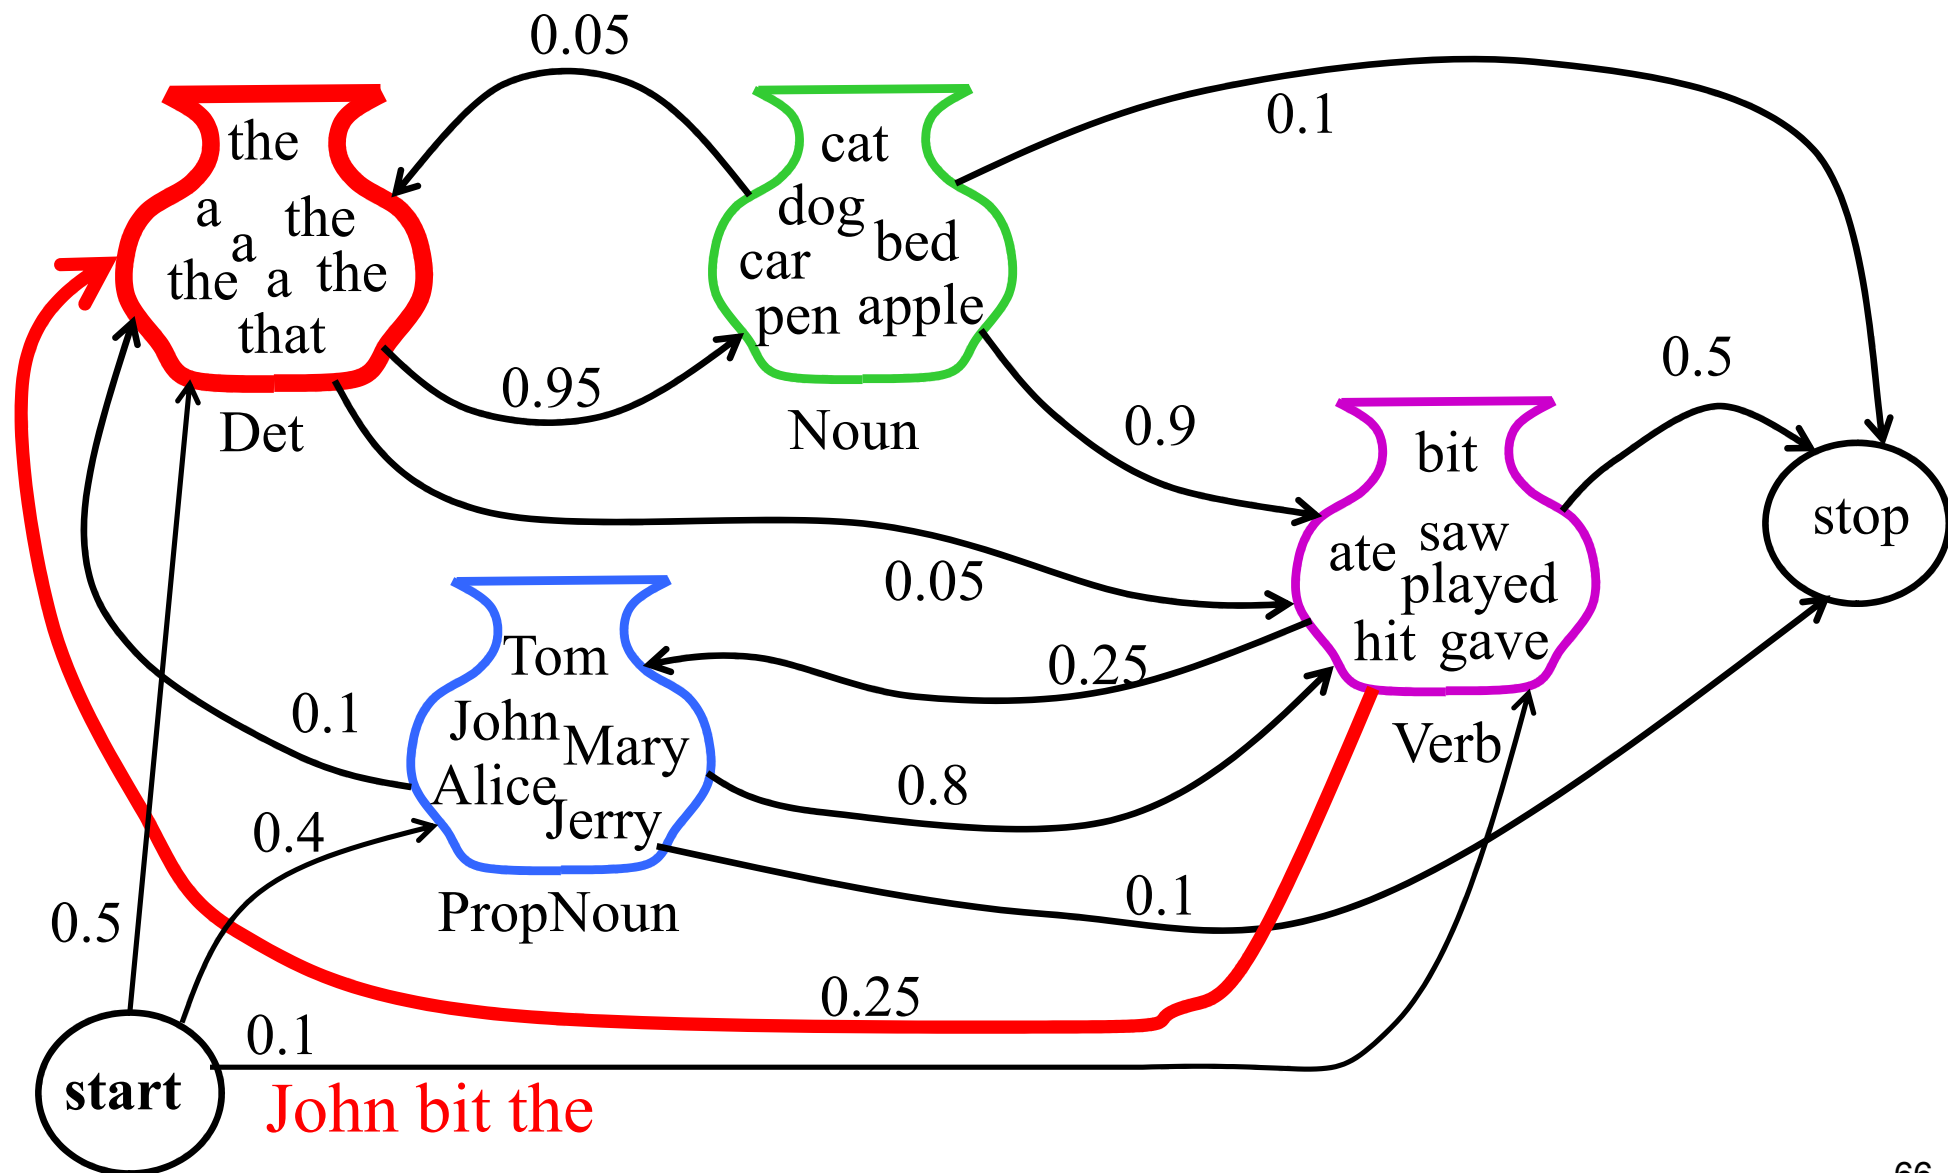 0.05
0.1
the
a
the
a
the
a
the
that
Det
cat
dog
bed
car
pen
apple
Noun
0.95
0.9
0.5
bit
saw
ate
played
hit
gave
Verb
stop
0.05
0.25
Tom
John
Mary
Alice
Jerry
PropNoun
0.1
0.8
0.4
0.1
0.5
0.25
0.1
start
John bit the
66